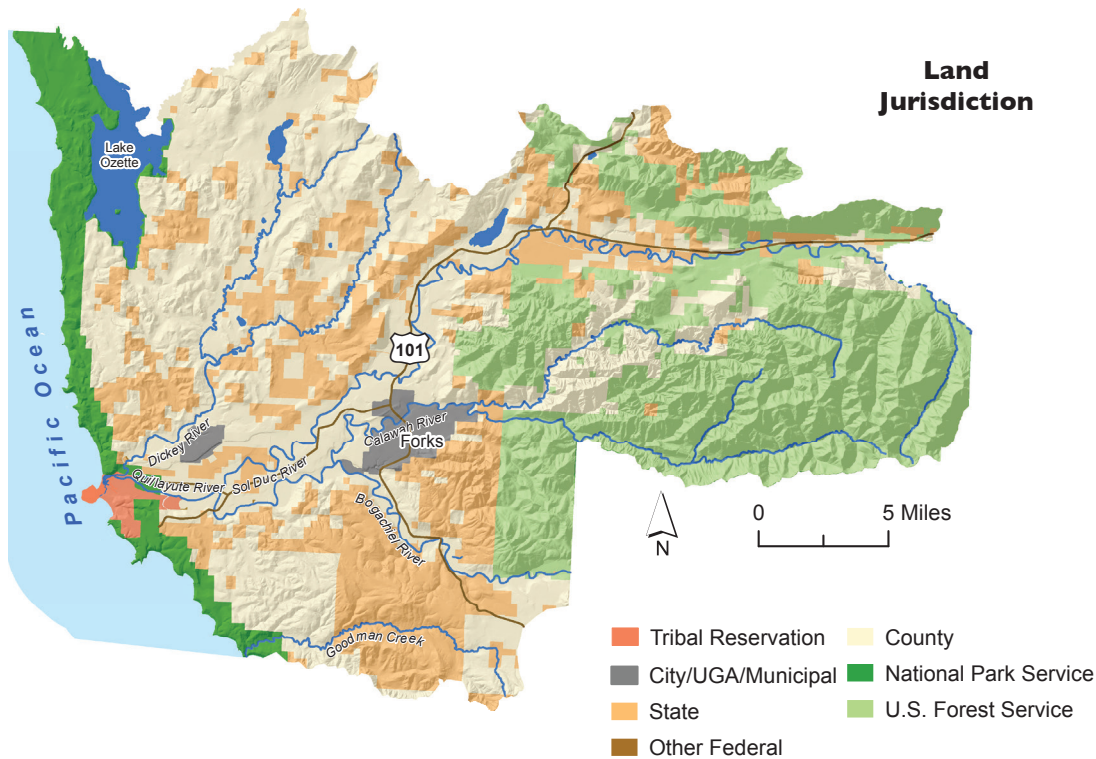 Land
Jurisdiction
Lake
Ozette
Pacific Ocean
101
Dickey River
Calawah River
Forks
Quillayute River
Sol Duc River
Bogachiel River
Goodman Creek
N
0 5 Miles
Tribal Reservation
City/UGA/Municipal
State
Other Federal
County
National Park Service
U.S. Forest Service